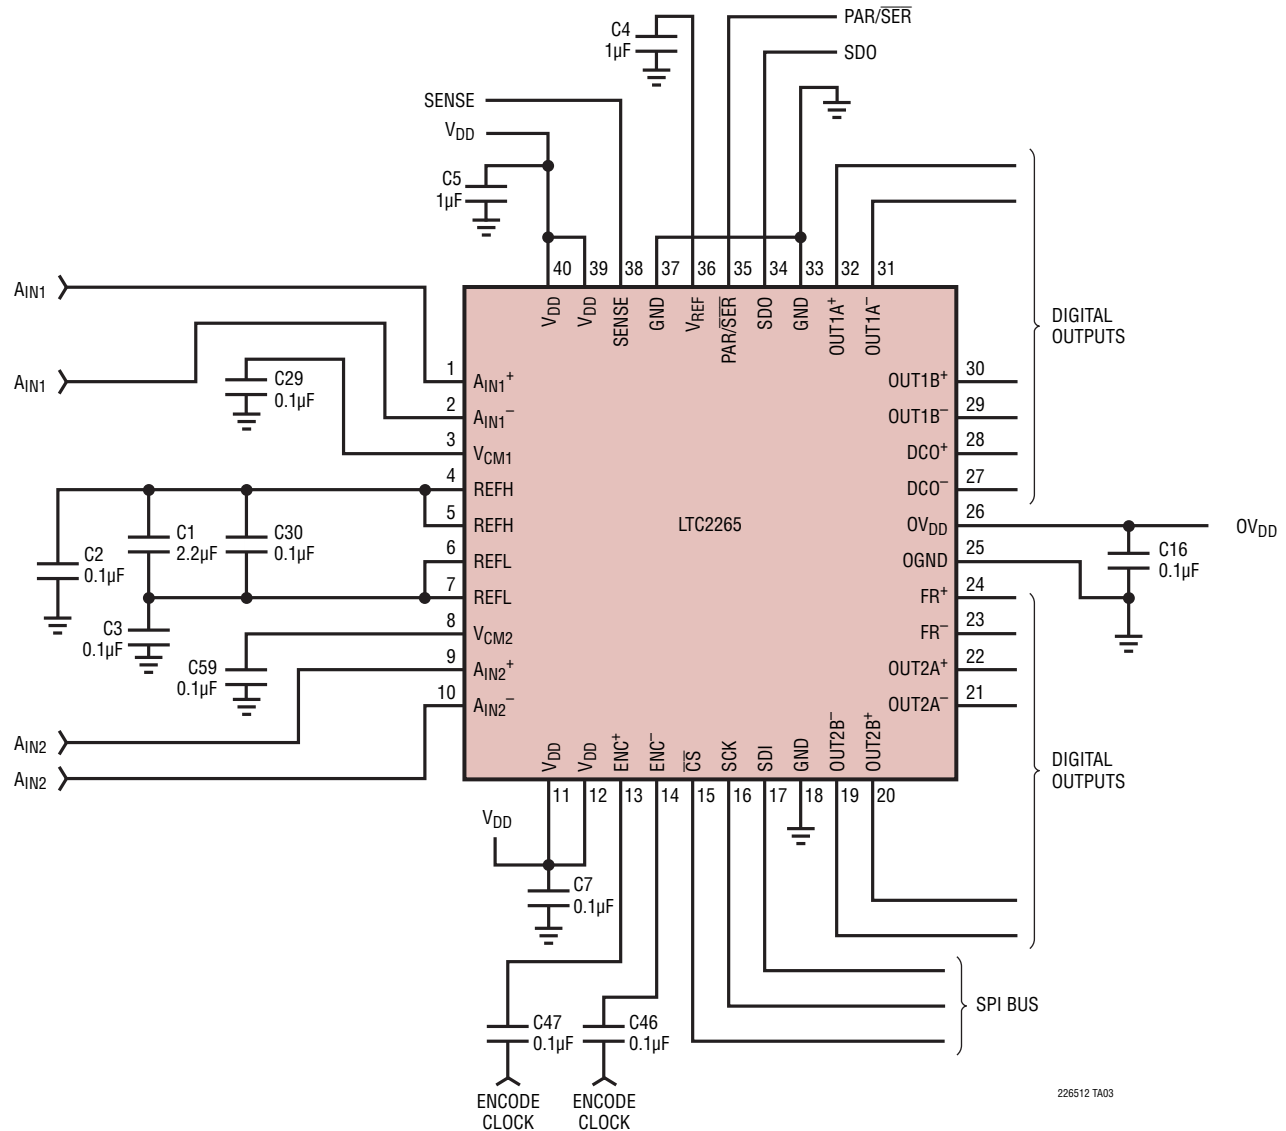 C4
1µF
PAR/SER
SDO
SENSE
VDD
C5
1µF
40 39 38 37 36 35 34 33 32 31
VDD VDD SENSE GND VREF PAR/SER SDO GND OUT1A+ OUT1A−
AIN1
AIN1
C29
0.1µF
1 AIN1+
2 AIN1−
3 VCM1
4 REFH
5 REFH
6 REFL
7 REFL
8 VCM2
9 AIN2+
10 AIN2−
C1
2.2µF
C30
0.1µF
C2
0.1µF
C3
0.1µF
C59
0.1µF
AIN2
AIN2
LTC2265
DIGITAL
OUTPUTS
OUT1B+ 30
OUT1B− 29
DCO+ 28
DCO− 27
OVDD 26
OGND 25
FR+ 24
FR− 23
OUT2A+ 22
OUT2A− 21
OVDD
C16
0.1µF
DIGITAL
OUTPUTS
VDD VDD ENC+ ENC− CS SCK SDI GND OUT2B− OUT2B+
11 12 13 14 15 16 17 18 19 20
VDD
C7
0.1µF
C47
0.1µF
C46
0.1µF
SPI BUS
ENCODE
CLOCK
ENCODE
CLOCK
226512 TA03